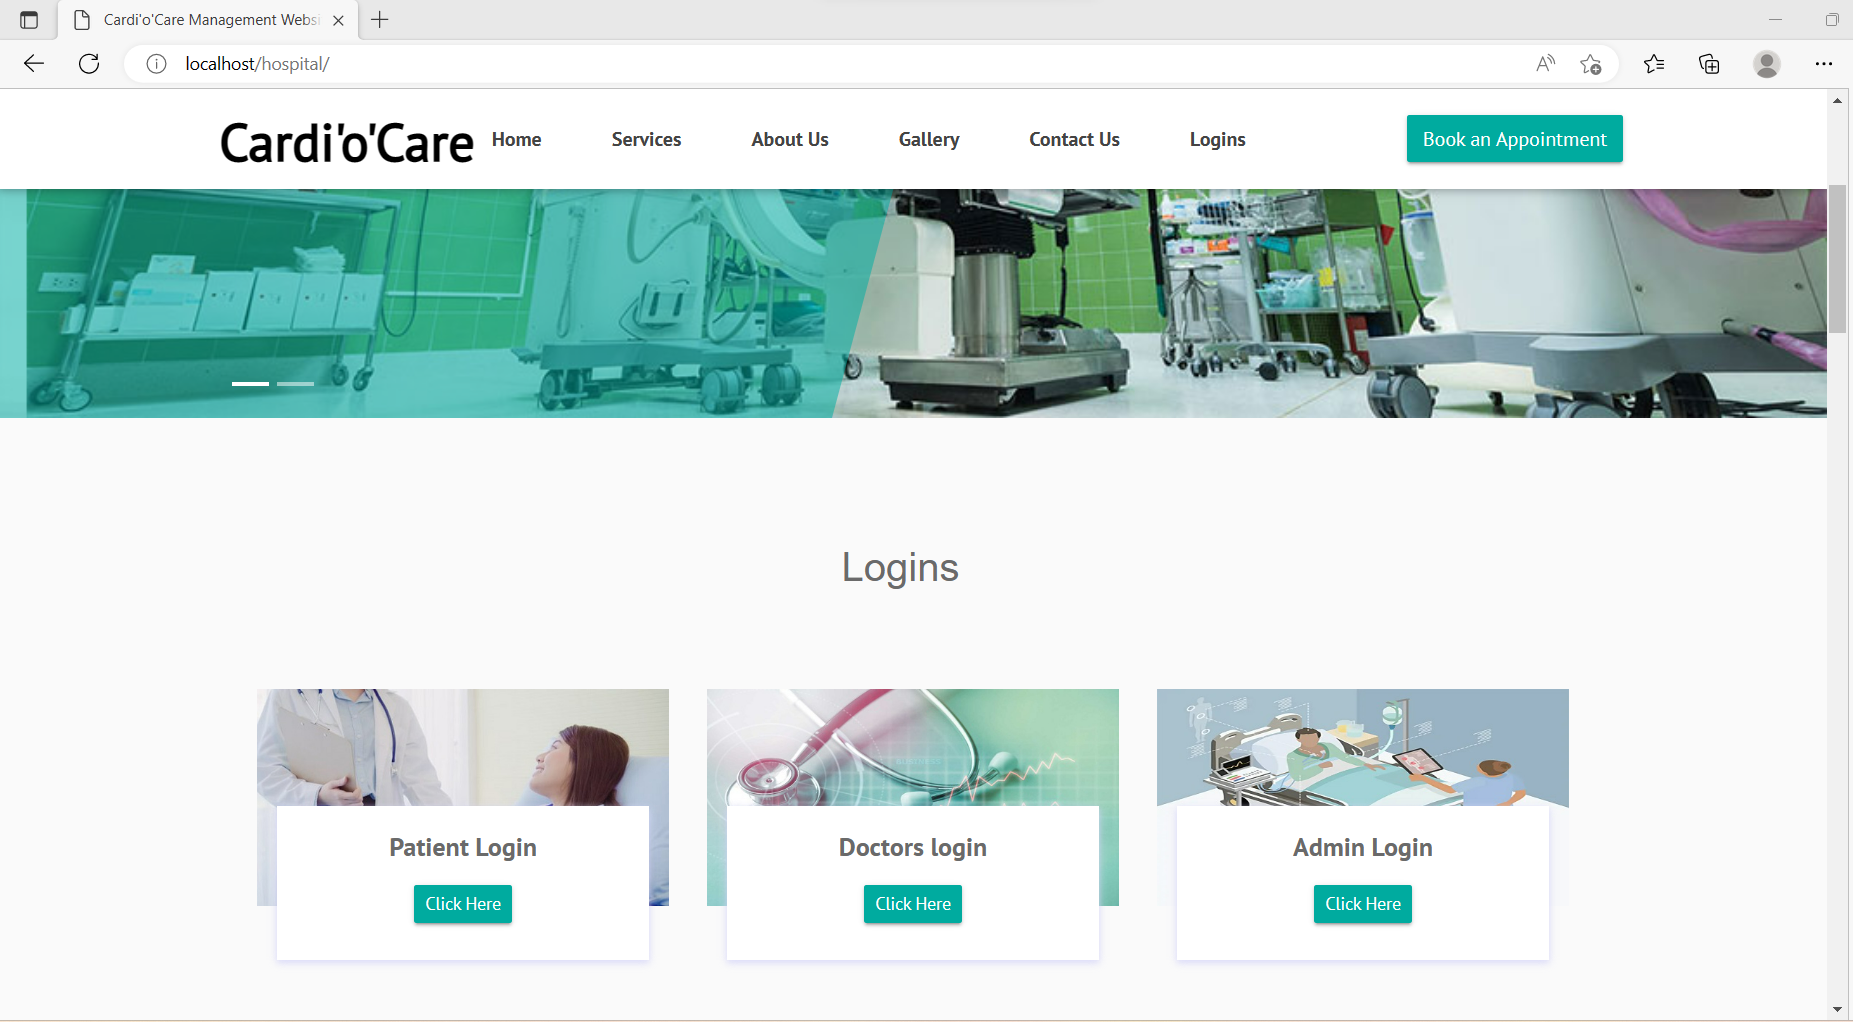 Cardi'o'Care Management Websi
localhost/hospital/
Cardi'o'Care Home Services About Us Gallery Contact Us Logins Book an Appointment
Logins
Patient Login Doctors login Admin Login
Click Here Click Here Click Here